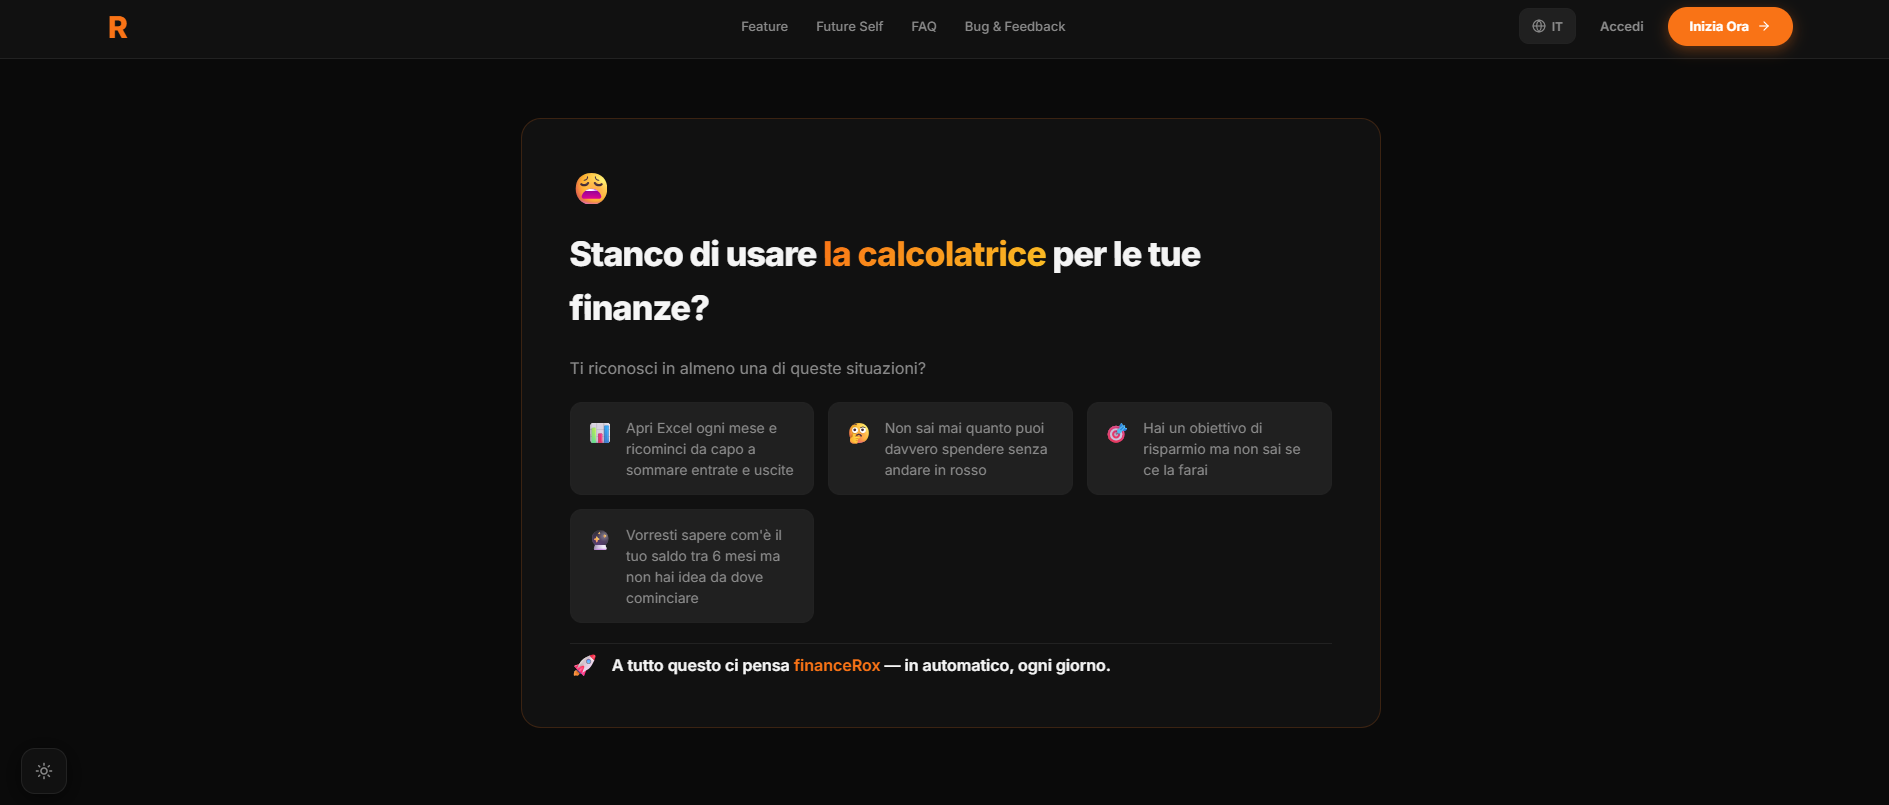 R
Feature
Future Self
FAQ
Bug & Feedback
IT
Accedi
Inizia Ora
Stanco di usare la calcolatrice per le tue
finanze?
Ti riconosci in almeno una di queste situazioni?
Apri Excel ogni mese e
ricominci da capo a
sommare entrate e uscite
Non sai mai quanto puoi
davvero spendere senza
andare in rosso
Hai un obiettivo di
risparmio ma non sai se
ce la farai
Vorresti sapere com'è il
tuo saldo tra 6 mesi ma
non hai idea da dove
cominciare
A tutto questo ci pensa financeRox — in automatico, ogni giorno.